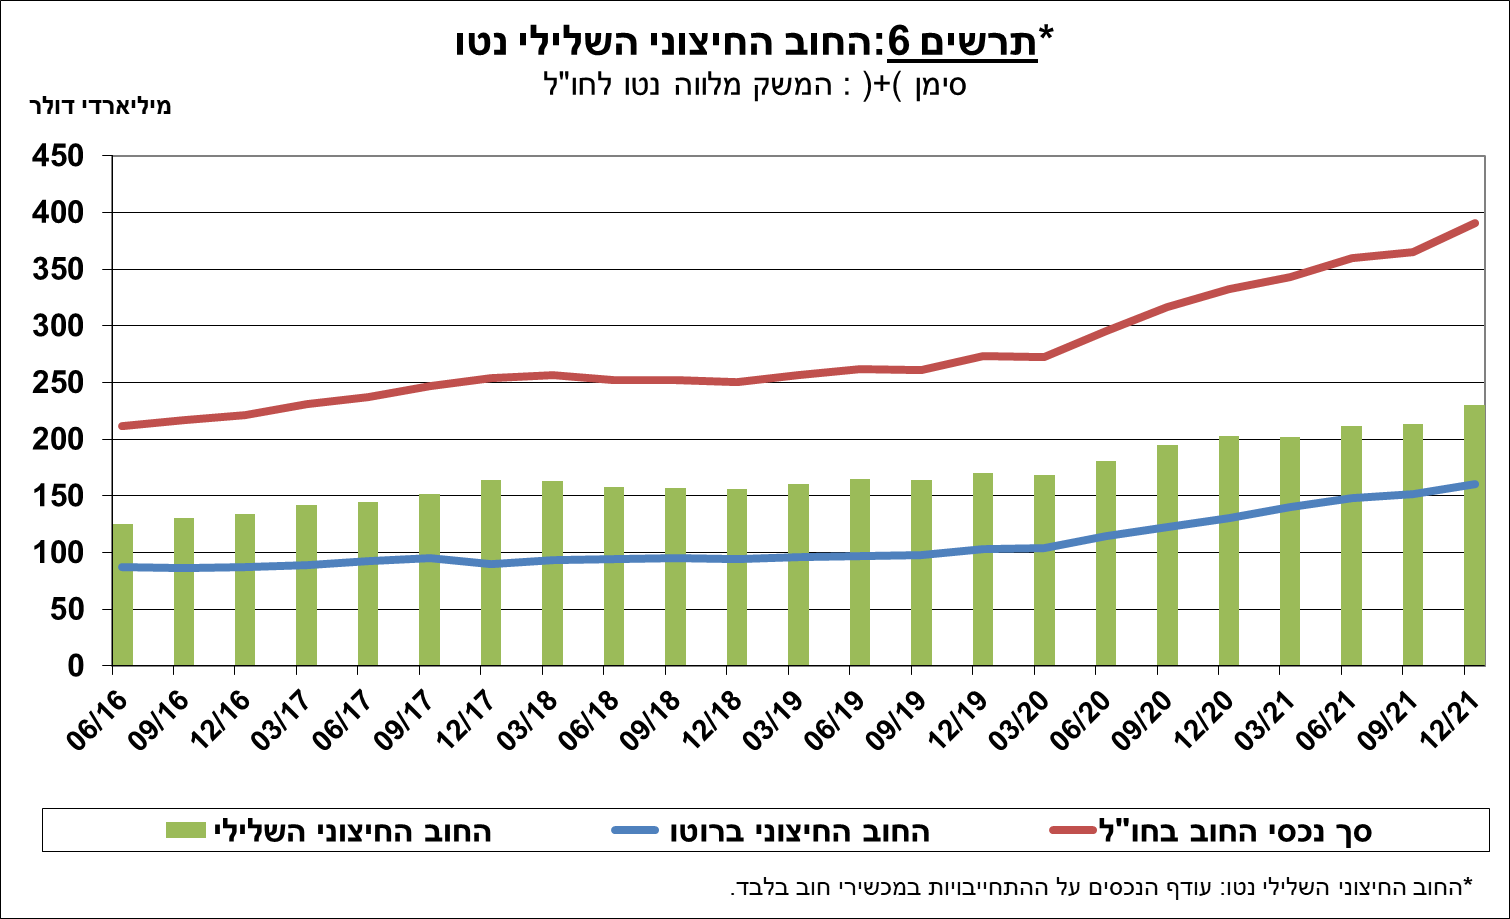 *תרשים 6:החוב החיצוני השלילי נטו
סימן )+( : המשק מלווה נטו לחו"ל
מיליארדי דולר
450
400
350
300
250
200
150
100
50
0
06/16 09/16 12/16 03/17 06/17 09/17 12/17 03/18 06/18 09/18 12/18 03/19 06/19 09/19 12/19 03/20 06/20 09/20 12/20 03/21 06/21 09/21 12/21
סך נכסי החוב בחו"ל החוב החיצוני ברוטו החוב החיצוני השלילי
*החוב החיצוני השלילי נטו: עודף הנכסים על ההתחייבויות במכשירי חוב בלבד.